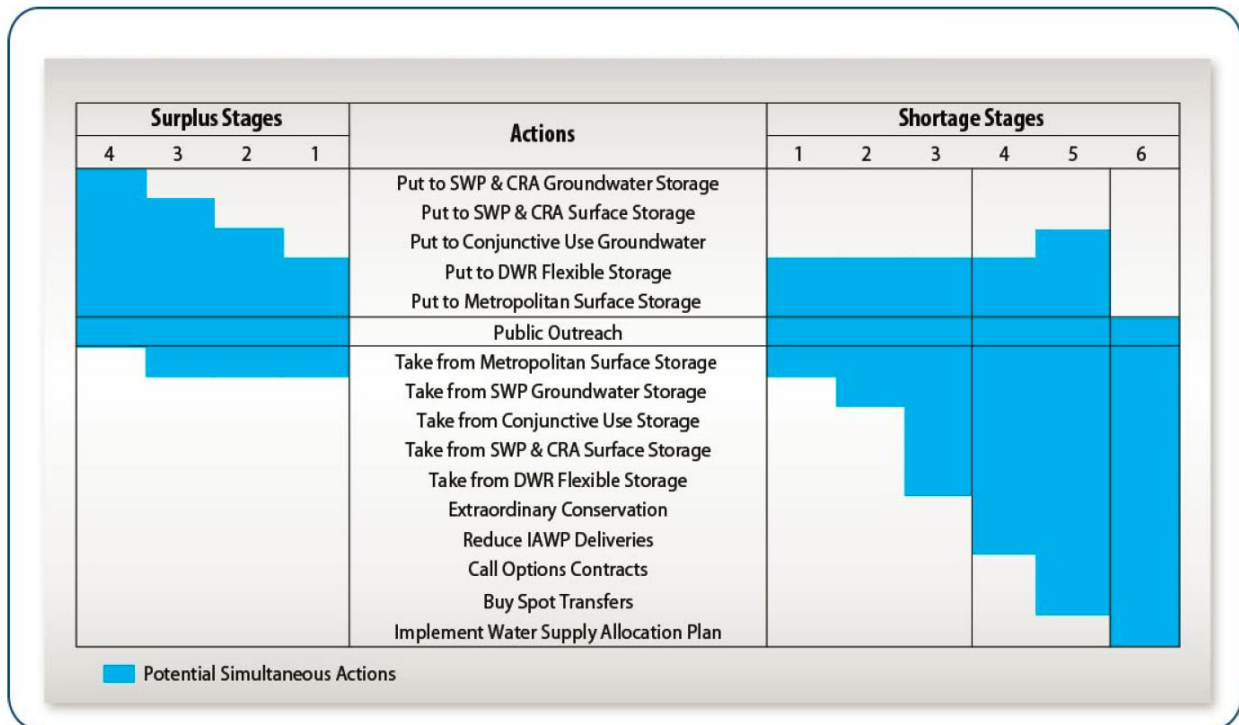 Surplus Stages Actions Shortage Stages
4 3 2 1 1 2 3 4 5 6
Put to SWP & CRA Groundwater Storage
Put to SWP & CRA Surface Storage
Put to Conjunctive Use Groundwater
Put to DWR Flexible Storage
Put to Metropolitan Surface Storage
Public Outreach
Take from Metropolitan Surface Storage
Take from SWP Groundwater Storage
Take from Conjunctive Use Storage
Take from SWP & CRA Surface Storage
Take from DWR Flexible Storage
Extraordinary Conservation
Reduce IAWP Deliveries
Call Options Contracts
Buy Spot Transfers
Implement Water Supply Allocation Plan
Potential Simultaneous Actions